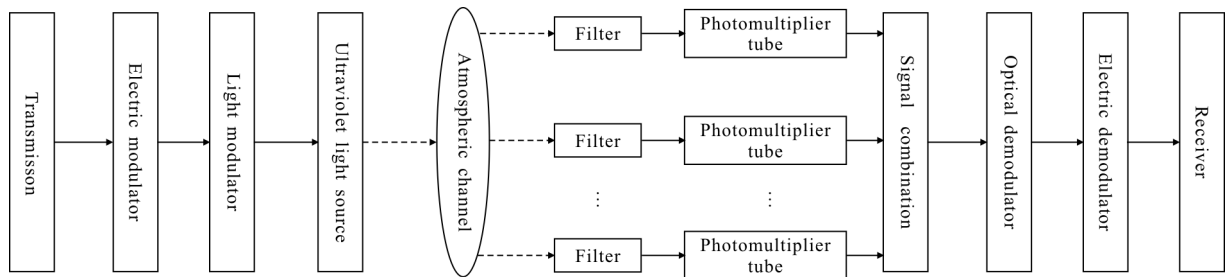 Transmisson
Electric modulator
Light modulator
Ultraviolet light source
Atmospheric channel
Filter
Photomultiplier
tube
Filter
Photomultiplier
tube
...
...
Filter
Photomultiplier
tube
Signal combination
Optical demodulator
Electric demodulator
Receiver